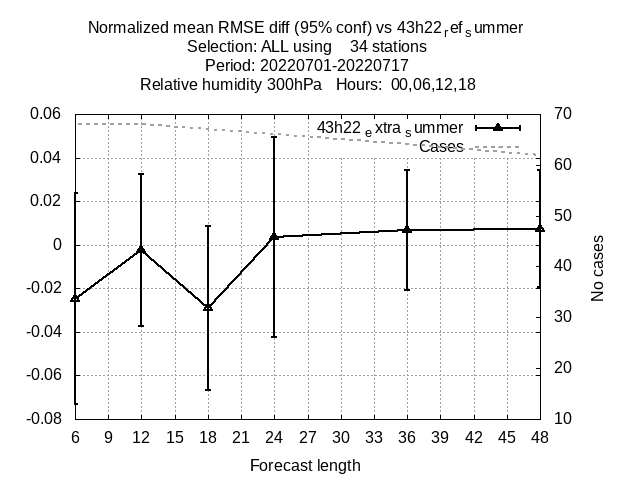 Normalized mean RMSE diff (95% conf) vs 43h22refsummer
Selection: ALL using 34 stations
Period: 20220701-20220717
Relative humidity 300hPa Hours: 00,06,12,18
43h22extrasummer
Cases
0.06
0.04
0.02
0
-0.02
-0.04
-0.06
-0.08
70
60
50
40
30
20
10
No cases
6 9 12 15 18 21 24 27 30 33 36 39 42 45 48
Forecast length